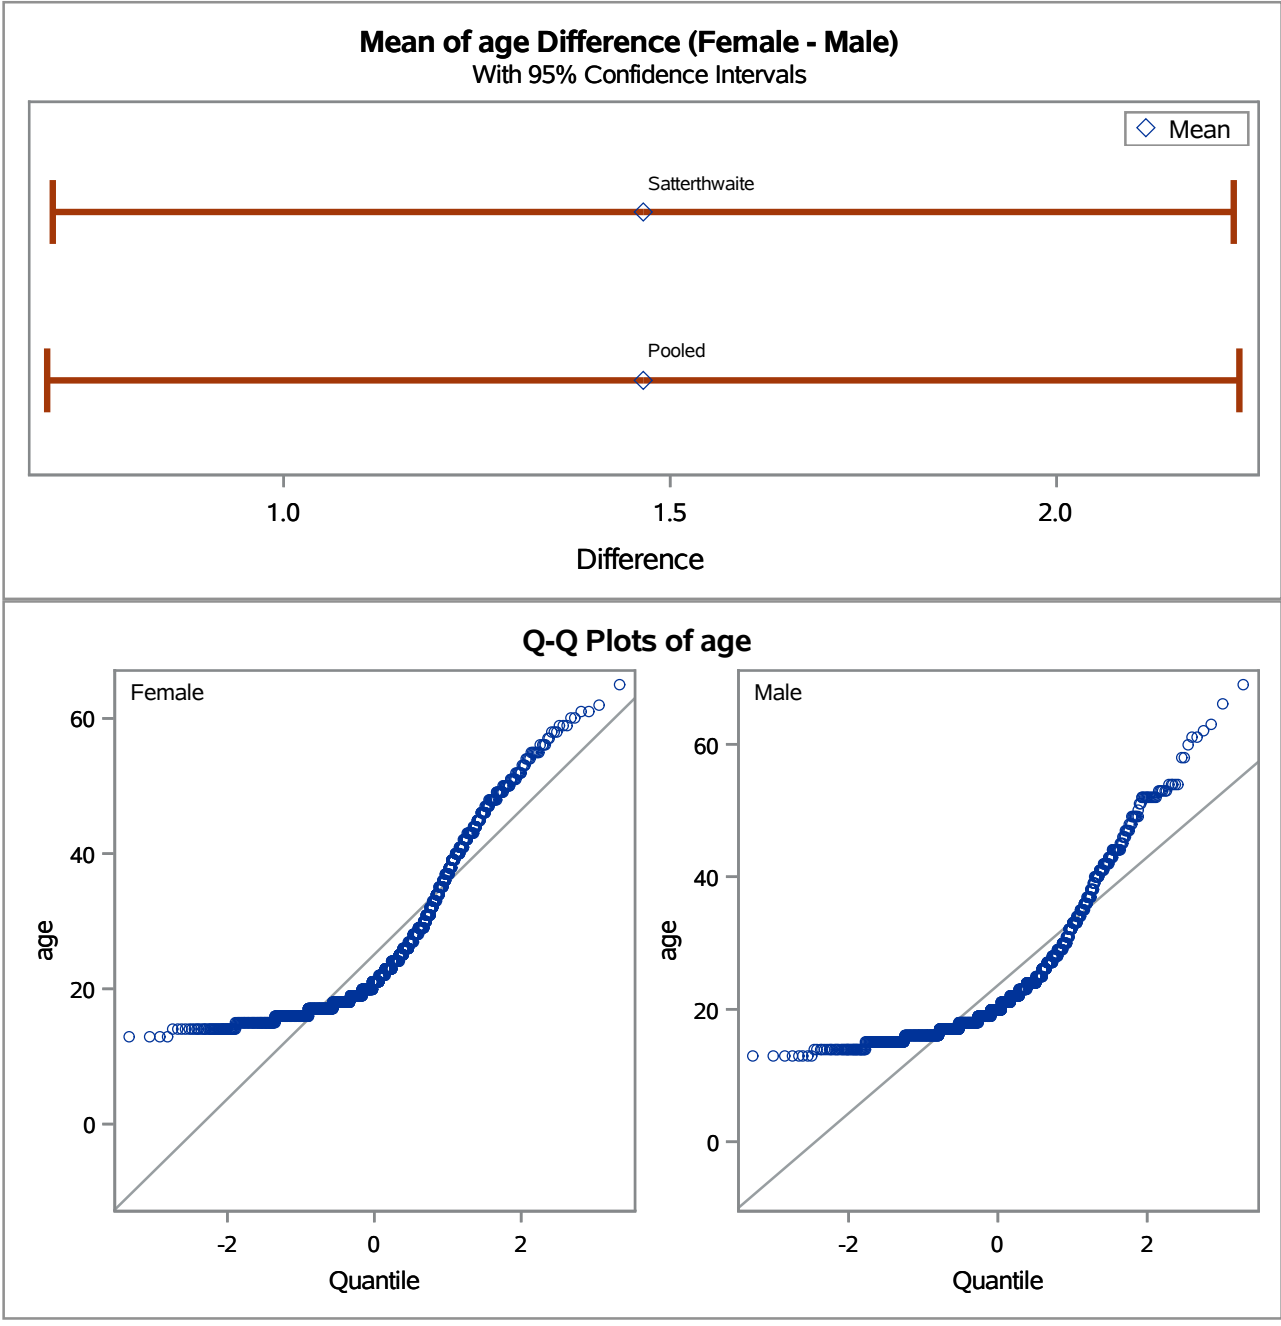 Mean of age Difference (Female - Male)
With 95% Confidence Intervals
Mean
Satterthwaite
Pooled
1.0 1.5 2.0
Difference
Q-Q Plots of age
Female
60
40
20
0
age
-2 0 2
Quantile
Male
60
40
20
0
age
-2 0 2
Quantile